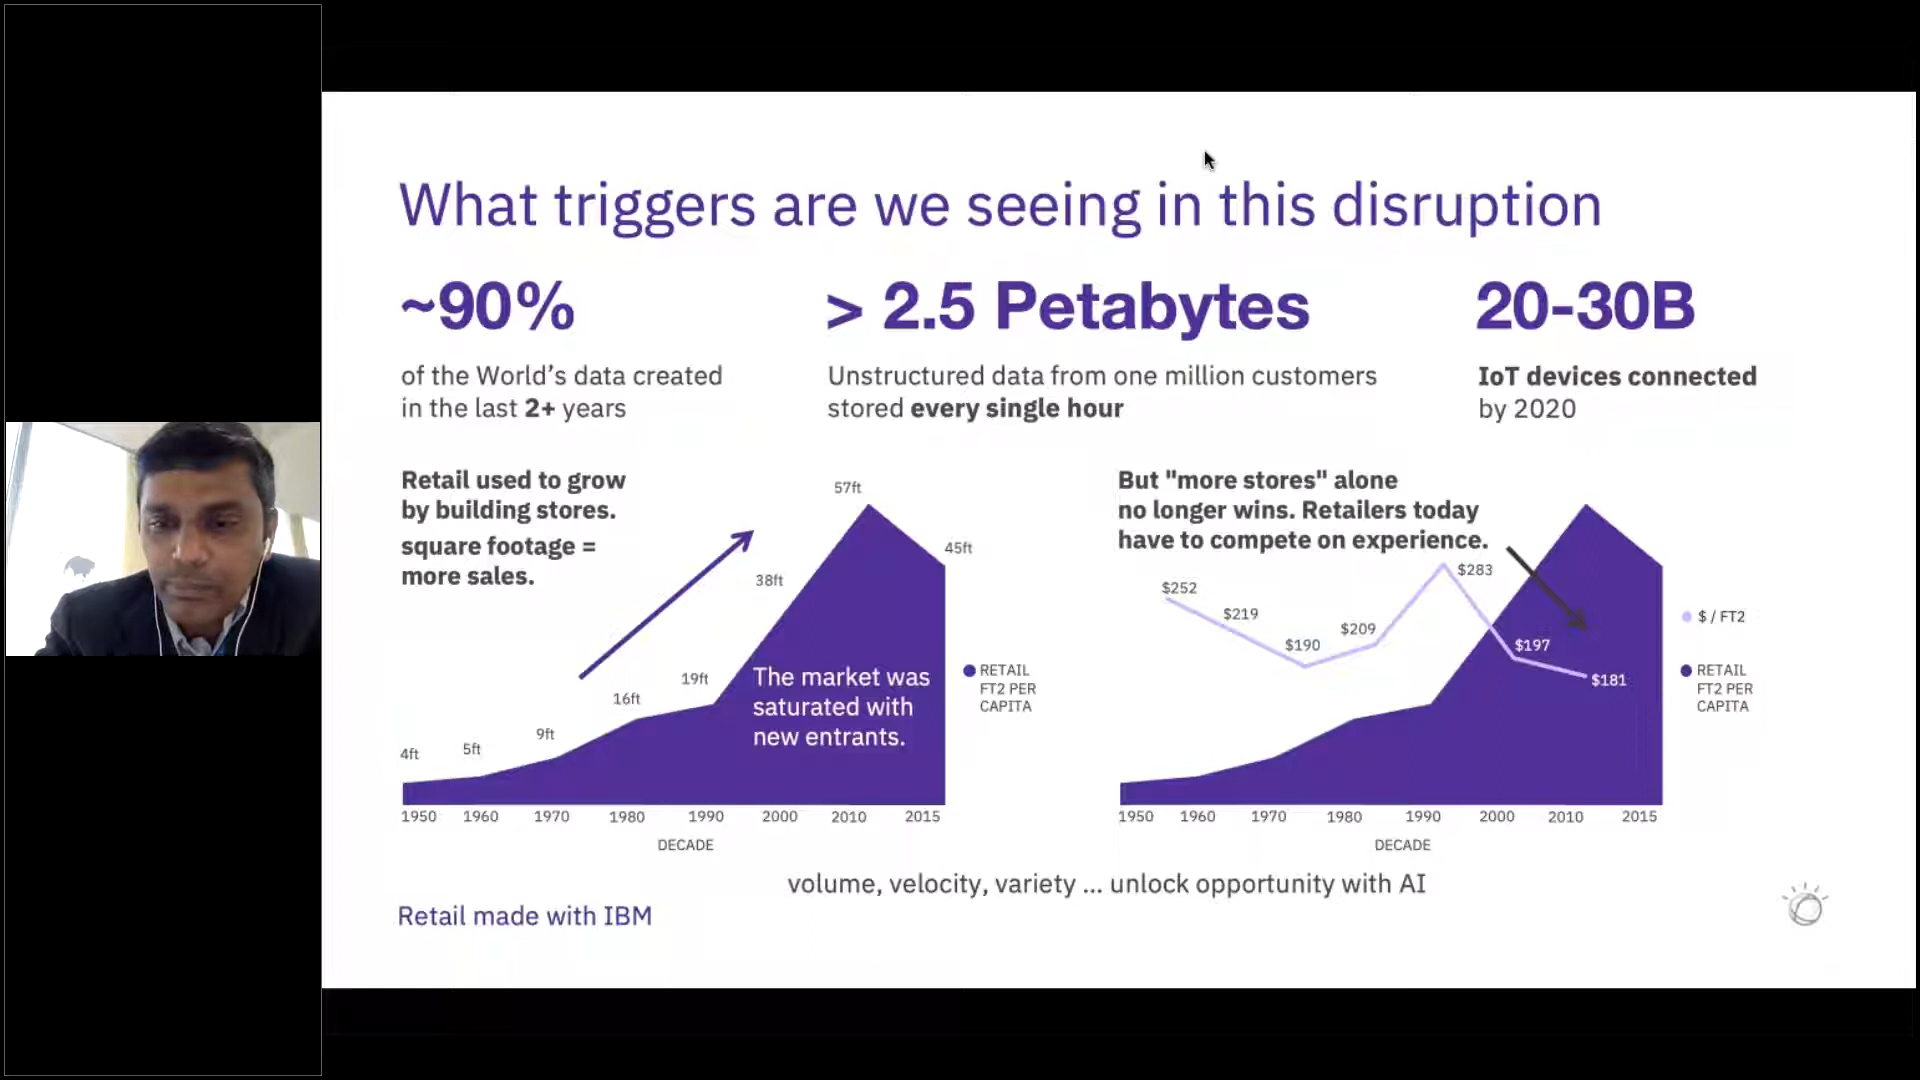 What triggers are we seeing in this disruption
~90%
of the World's data created
in the last 2+ years
> 2.5 Petabytes
Unstructured data from one million customers
stored every single hour
20-30B
IoT devices connected
by 2020
Retail used to grow
by building stores.
square footage =
more sales.
57ft
45ft
38ft
19ft
16ft
9ft
5ft
4ft
The market was
saturated with
new entrants.
RETAIL
FT2 PER
CAPITA
1950 1960 1970 1980 1990 2000 2010 2015
DECADE
But "more stores" alone
no longer wins. Retailers today
have to compete on experience.
$252
$219
$190
$209
$283
$197
$181
$ / FT2
RETAIL
FT2 PER
CAPITA
1950 1960 1970 1980 1990 2000 2010 2015
DECADE
volume, velocity, variety ... unlock opportunity with AI
Retail made with IBM